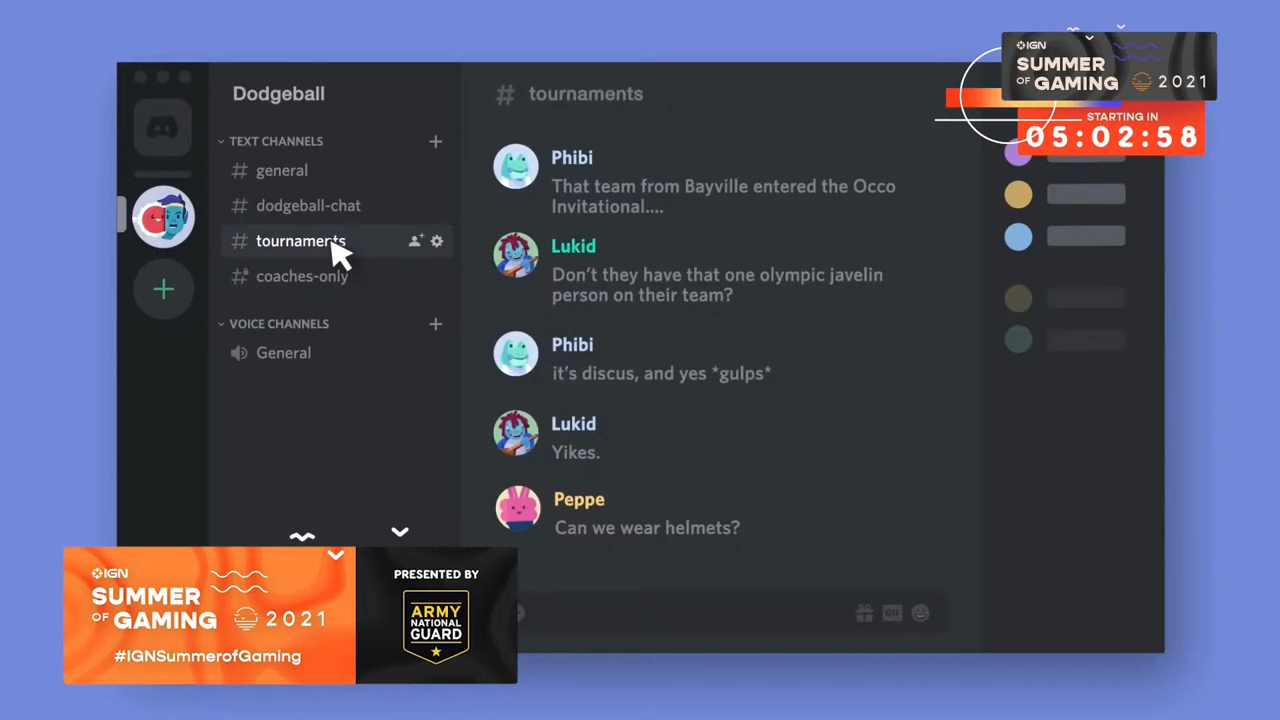 IGN
SUMMER
OF GAMING 2021
STARTING IN
05:02:58
Dodgeball
TEXT CHANNELS
# general
# dodgeball-chat
# tournaments
# coaches-only
VOICE CHANNELS
General
# tournaments
Phibi
That team from Bayville entered the Occo
Invitational....
Lukid
Don’t they have that one olympic javelin
person on their team?
Phibi
it’s discus, and yes *gulps*
Lukid
Yikes.
Peppe
Can we wear helmets?
GIF
IGN
SUMMER
OF GAMING 2021
#IGNSummerofGaming
PRESENTED BY
ARMY
NATIONAL
GUARD